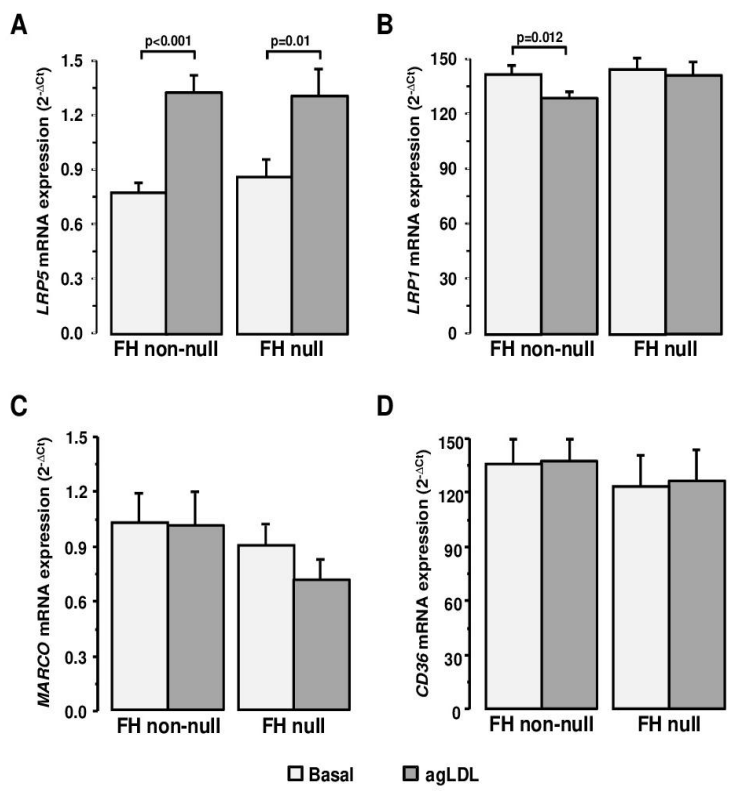 A
p<0.001
p=0.01
LRP5 mRNA expression (2-ΔCt)
1.5
1.2
0.9
0.6
0.3
0.0
FH non-null
FH null
B
p=0.012
LRP1 mRNA expression (2-ΔCt)
150
120
90
60
30
0
FH non-null
FH null
C
MARCO mRNA expression (2-ΔCt)
1.5
1.2
0.9
0.6
0.3
0.0
FH non-null
FH null
D
CD36 mRNA expression (2-ΔCt)
150
120
90
60
30
0
FH non-null
FH null
Basal
agLDL